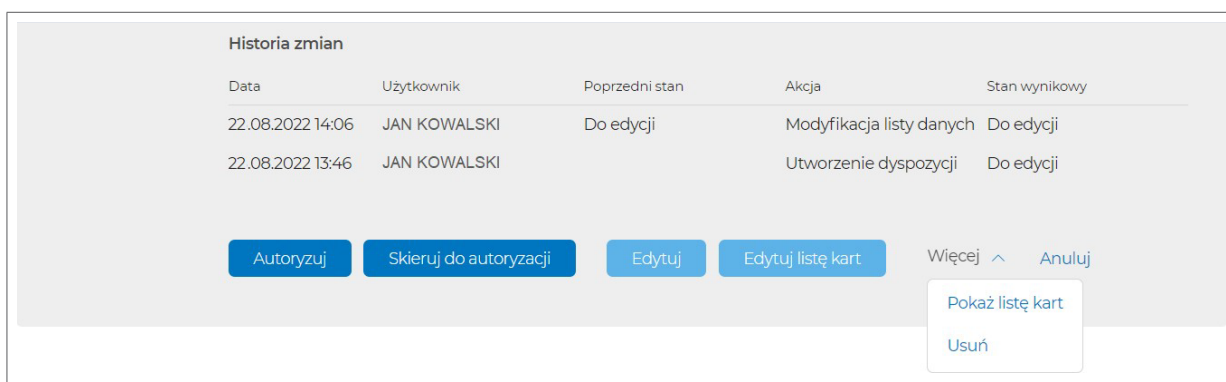 Historia zmian
Data Użytkownik Poprzedni stan Akcja Stan wynikowy
22.08.2022 14:06 JAN KOWALSKI Do edycji Modyfikacja listy danych Do edycji
22.08.2022 13:46 JAN KOWALSKI Utworzenie dyspozycji Do edycji
Autoryzuj Skieruj do autoryzacji Edytuj Edytuj listę kart Więcej Anuluj
Pokaż listę kart
Usuń